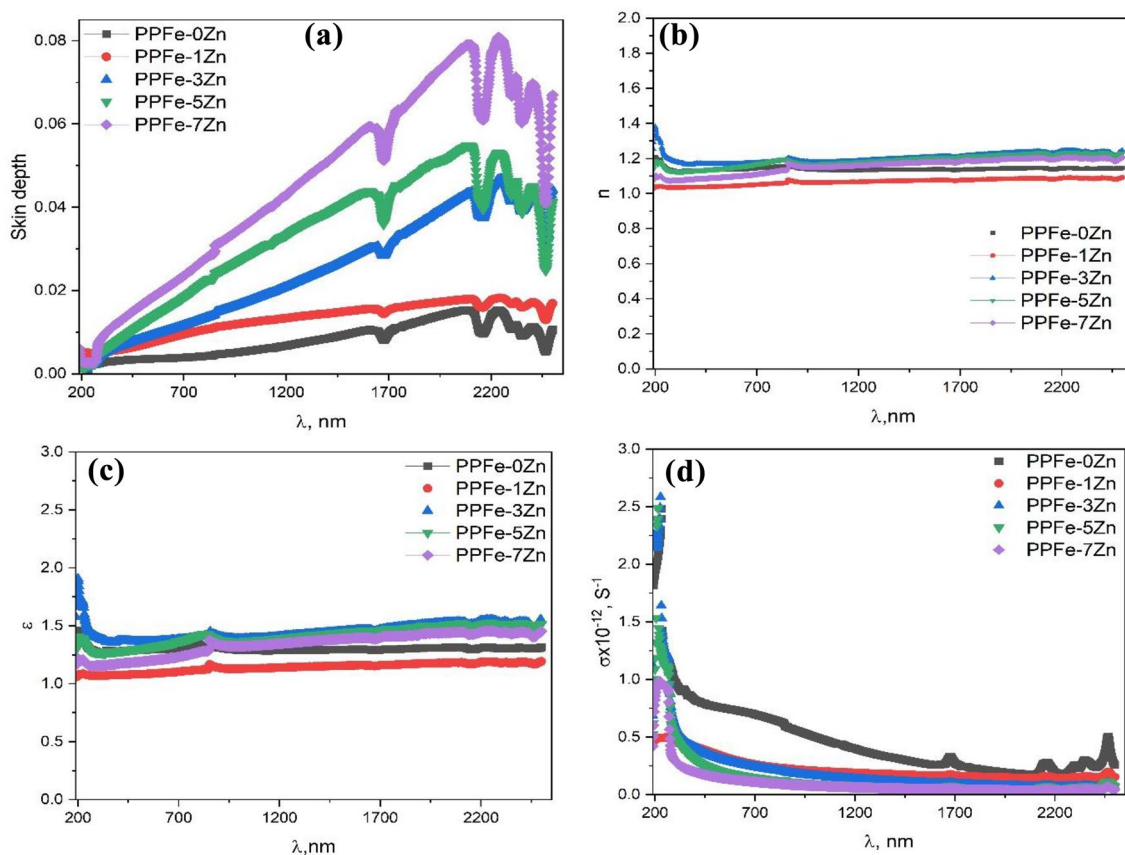 (a)
PPFe-0Zn
PPFe-1Zn
PPFe-3Zn
PPFe-5Zn
PPFe-7Zn
0.08
0.06
0.04
0.02
0.00
Skin depth
200 700 1200 1700 2200
λ, nm
(b)
2.0
1.8
1.6
1.4
1.2
1.0
0.8
0.6
0.4
0.2
0.0
n
PPFe-0Zn
PPFe-1Zn
PPFe-3Zn
PPFe-5Zn
PPFe-7Zn
200 700 1200 1700 2200
λ,nm
(c)
PPFe-0Zn
PPFe-1Zn
PPFe-3Zn
PPFe-5Zn
PPFe-7Zn
3.0
2.5
2.0
1.5
1.0
0.5
0.0
ε
200 700 1200 1700 2200
λ,nm
(d)
PPFe-0Zn
PPFe-1Zn
PPFe-3Zn
PPFe-5Zn
PPFe-7Zn
3.0
2.5
2.0
1.5
1.0
0.5
0.0
σx10⁻¹², S⁻¹
200 700 1200 1700 2200
λ, nm